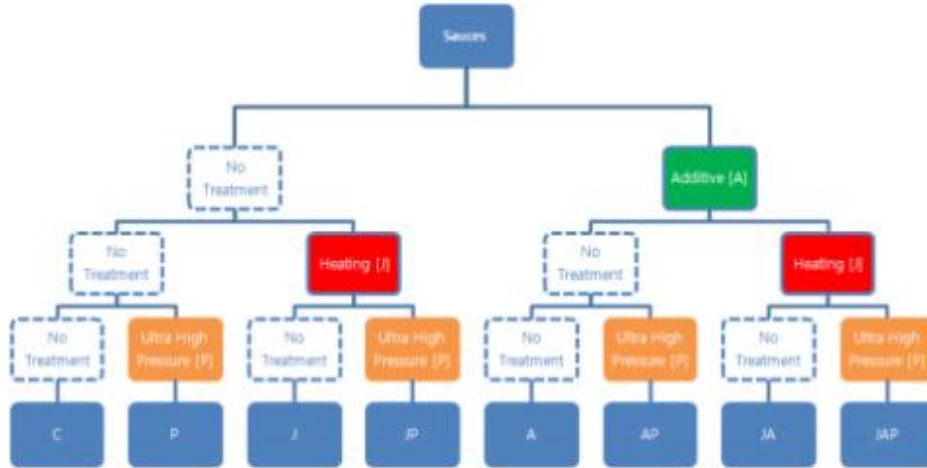 Sauces
No
Treatment
Additive [A]
No
Treatment
Heating [J]
No
Treatment
Heating [J]
No
Treatment
Ultra High
Pressure [P]
No
Treatment
Ultra High
Pressure [P]
No
Treatment
Ultra High
Pressure [P]
No
Treatment
Ultra High
Pressure [P]
C
P
J
JP
A
AP
JA
JAP